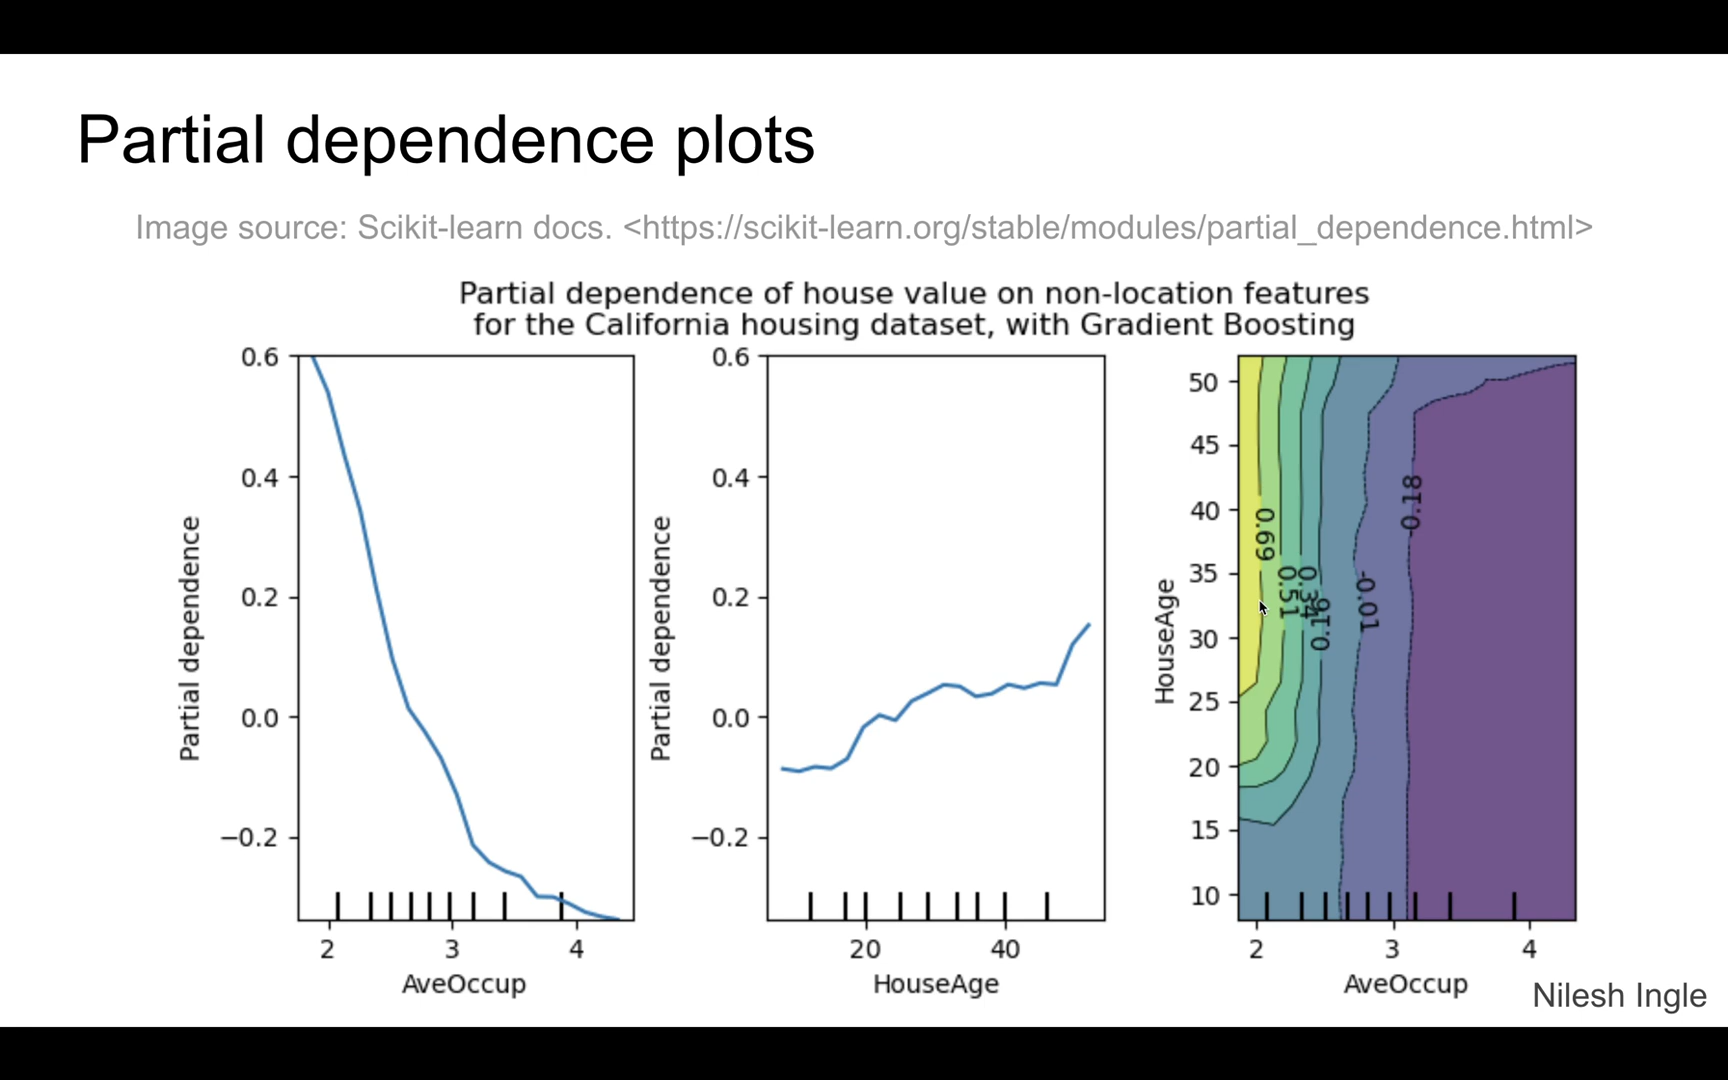 Partial dependence plots
Image source: Scikit-learn docs. <https://scikit-learn.org/stable/modules/partial_dependence.html>
Partial dependence of house value on non-location features
for the California housing dataset, with Gradient Boosting
Partial dependence
0.6
0.4
0.2
0.0
−0.2
2 3 4
AveOccup
Partial dependence
0.6
0.4
0.2
0.0
−0.2
20 40
HouseAge
HouseAge
50
45
40
35
30
25
20
15
10
0.69
0.51
0.34
0.16
-0.01
-0.18
2 3 4
AveOccup
Nilesh Ingle